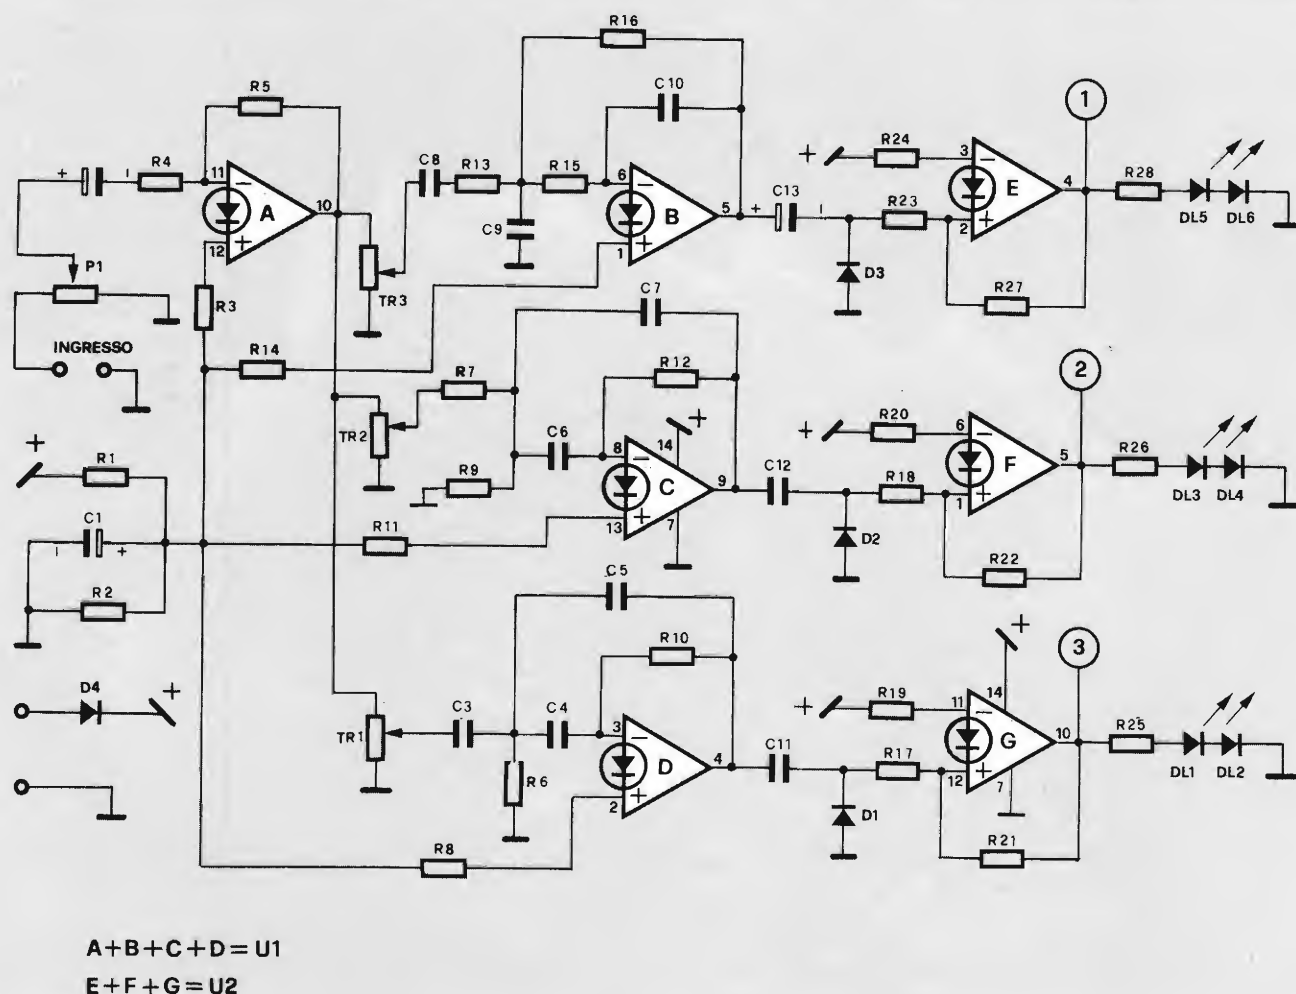 R16
R5
C10
1
R4
+
−
11
−
A
10
+
12
C8
R13
R15
6
−
B
5
+
1
C9
+
R24
3
−
E
4
C13
+
−
R23
+
2
R28
DL5
DL6
P1
R3
TR3
D3
R27
C7
INGRESSO
R14
R12
2
R7
TR2
+
C6
8
−
14
C
9
+
13
7
R20
+
6
−
F
5
C12
R18
+
1
R26
DL3
DL4
+
R1
R9
C1
−
+
R11
D2
R22
R2
C5
3
+
R10
D4
+
R19
+
11
−
14
G
10
C3
C4
3
−
D
4
+
2
TR1
C11
R17
+
12
7
R25
DL1
DL2
R6
D1
R21
R8
A+B+C+D=U1
E+F+G=U2